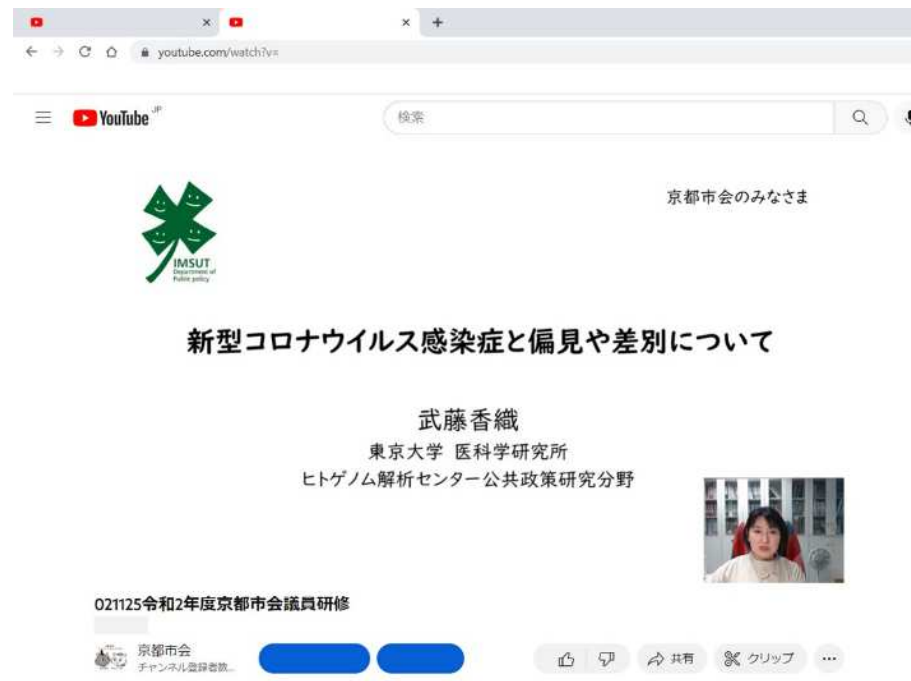 youtube.com/watch?v=
YouTube JP
検索
京都市会のみなさま
IMSUT
Department of
Public policy
新型コロナウイルス感染症と偏見や差別について
武藤香織
東京大学 医科学研究所
ヒトゲノム解析センター公共政策研究分野
021125令和2年度京都市会議員研修
京都市会
チャンネル登録者数...
共有
クリップ